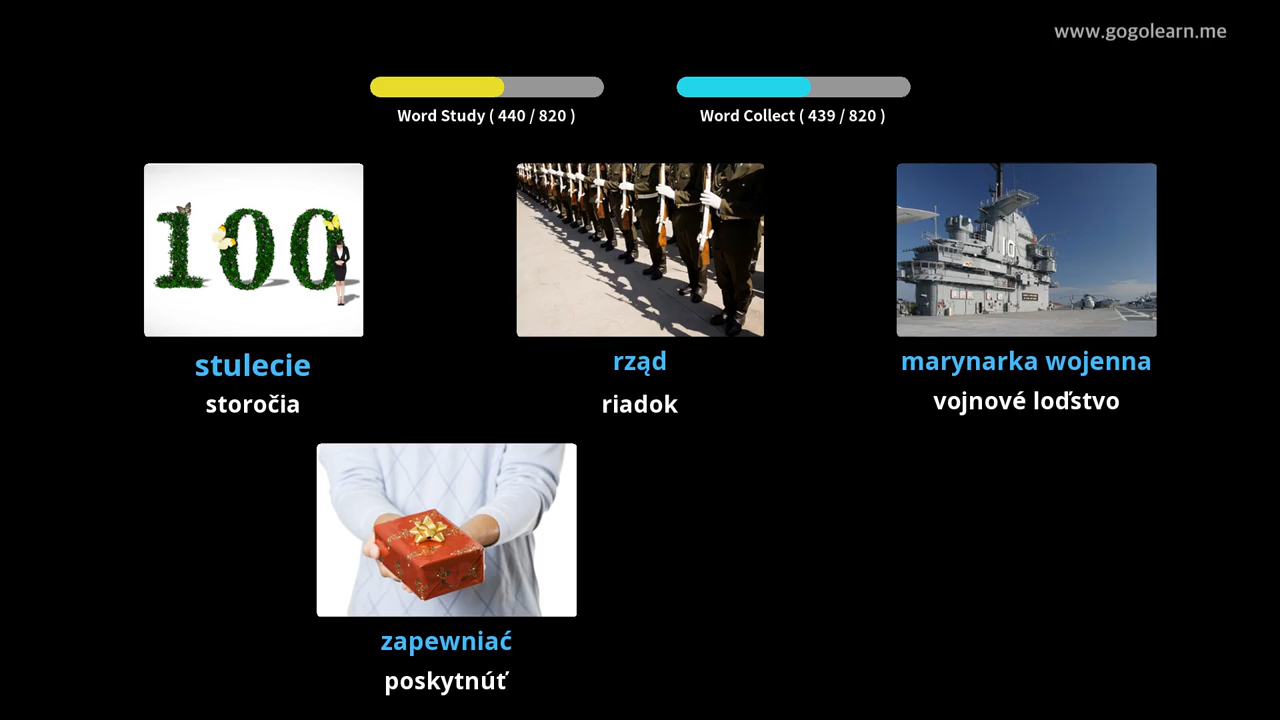 www.gogolearn.me
Word Study ( 440 / 820 )
Word Collect ( 439 / 820 )
100
16
stulecie
storočia
rząd
riadok
marynarka wojenna
vojnové loďstvo
zapewniać
poskytnúť